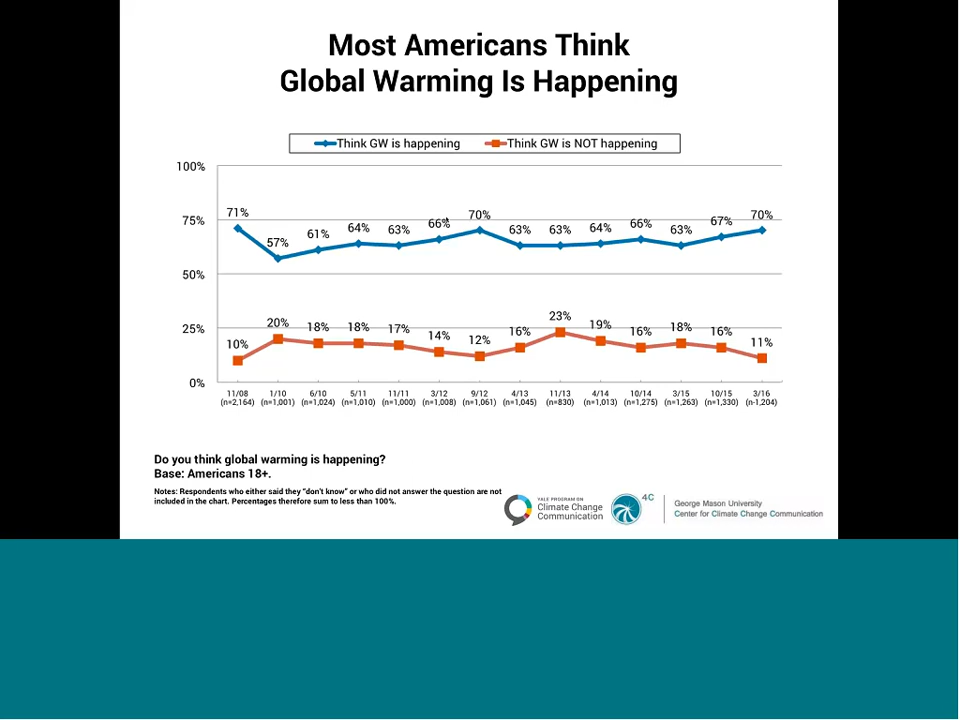 Most Americans Think
Global Warming Is Happening
Think GW is happening Think GW is NOT happening
100%
75%
50%
25%
0%
71% 57% 61% 64% 63% 66% 70% 63% 63% 64% 66% 63% 67% 70%
10% 20% 18% 18% 17% 14% 12% 16% 23% 19% 16% 18% 16% 11%
11/08 1/10 6/10 5/11 11/11 3/12 9/12 4/13 11/13 4/14 10/14 3/15 10/15 3/16
(n=2,164) (n=1,001) (n=1,024) (n=1,010) (n=1,000) (n=1,008) (n=1,061) (n=1,045) (n=830) (n=1,013) (n=1,275) (n=1,263) (n=1,330) (n-1,204)
Do you think global warming is happening?
Base: Americans 18+.
Notes: Respondents who either said they "don't know" or who did not answer the question are not
included in the chart. Percentages therefore sum to less than 100%.
YALE PROGRAM ON
Climate Change
Communication
4C
George Mason University
Center for Climate Change Communication